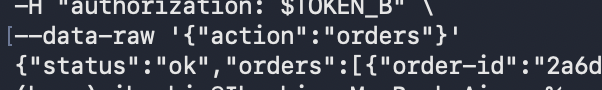 -H "authorization: $TOKEN_B" \
[--data-raw '{"action":"orders"}'
{"status":"ok","orders":[{"order-id":"2a6d